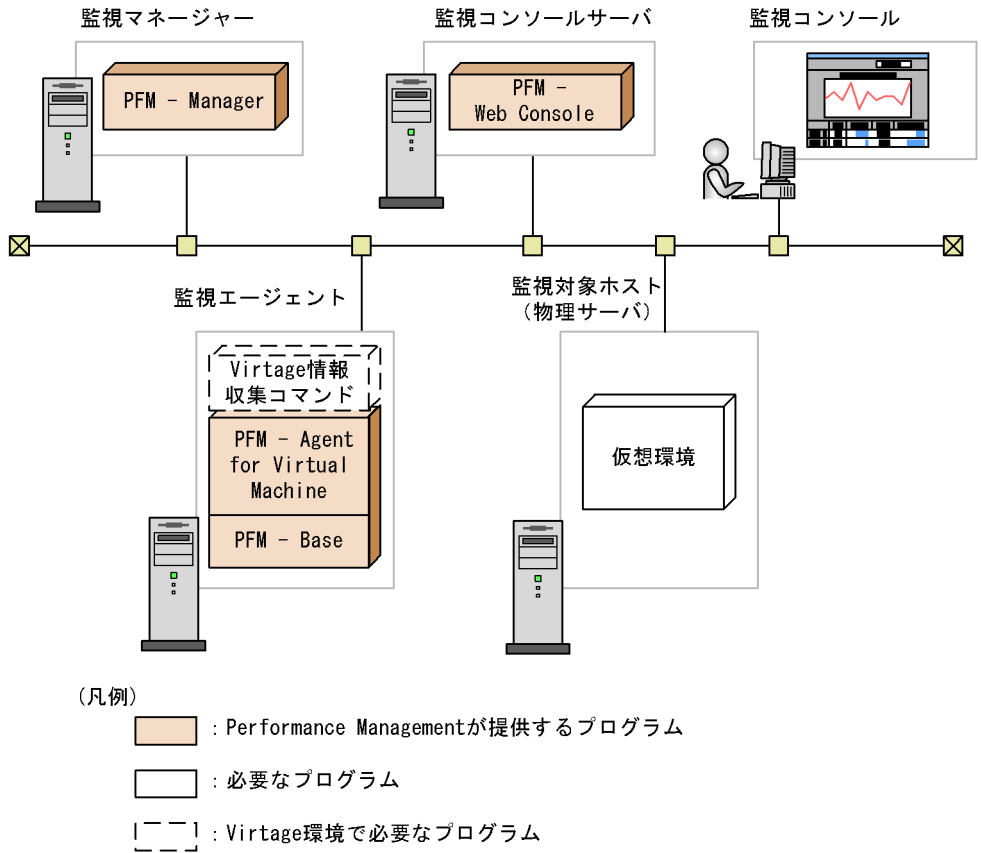 監視マネージャー
監視コンソールサーバ
監視コンソール
PFM － Manager
PFM －
Web Console
監視エージェント
監視対象ホスト
（物理サーバ）
Virtage情報
収集コマンド
PFM － Agent
for Virtual
Machine
PFM － Base
仮想環境
（凡例）
：Performance Managementが提供するプログラム
：必要なプログラム
：Virtage環境で必要なプログラム